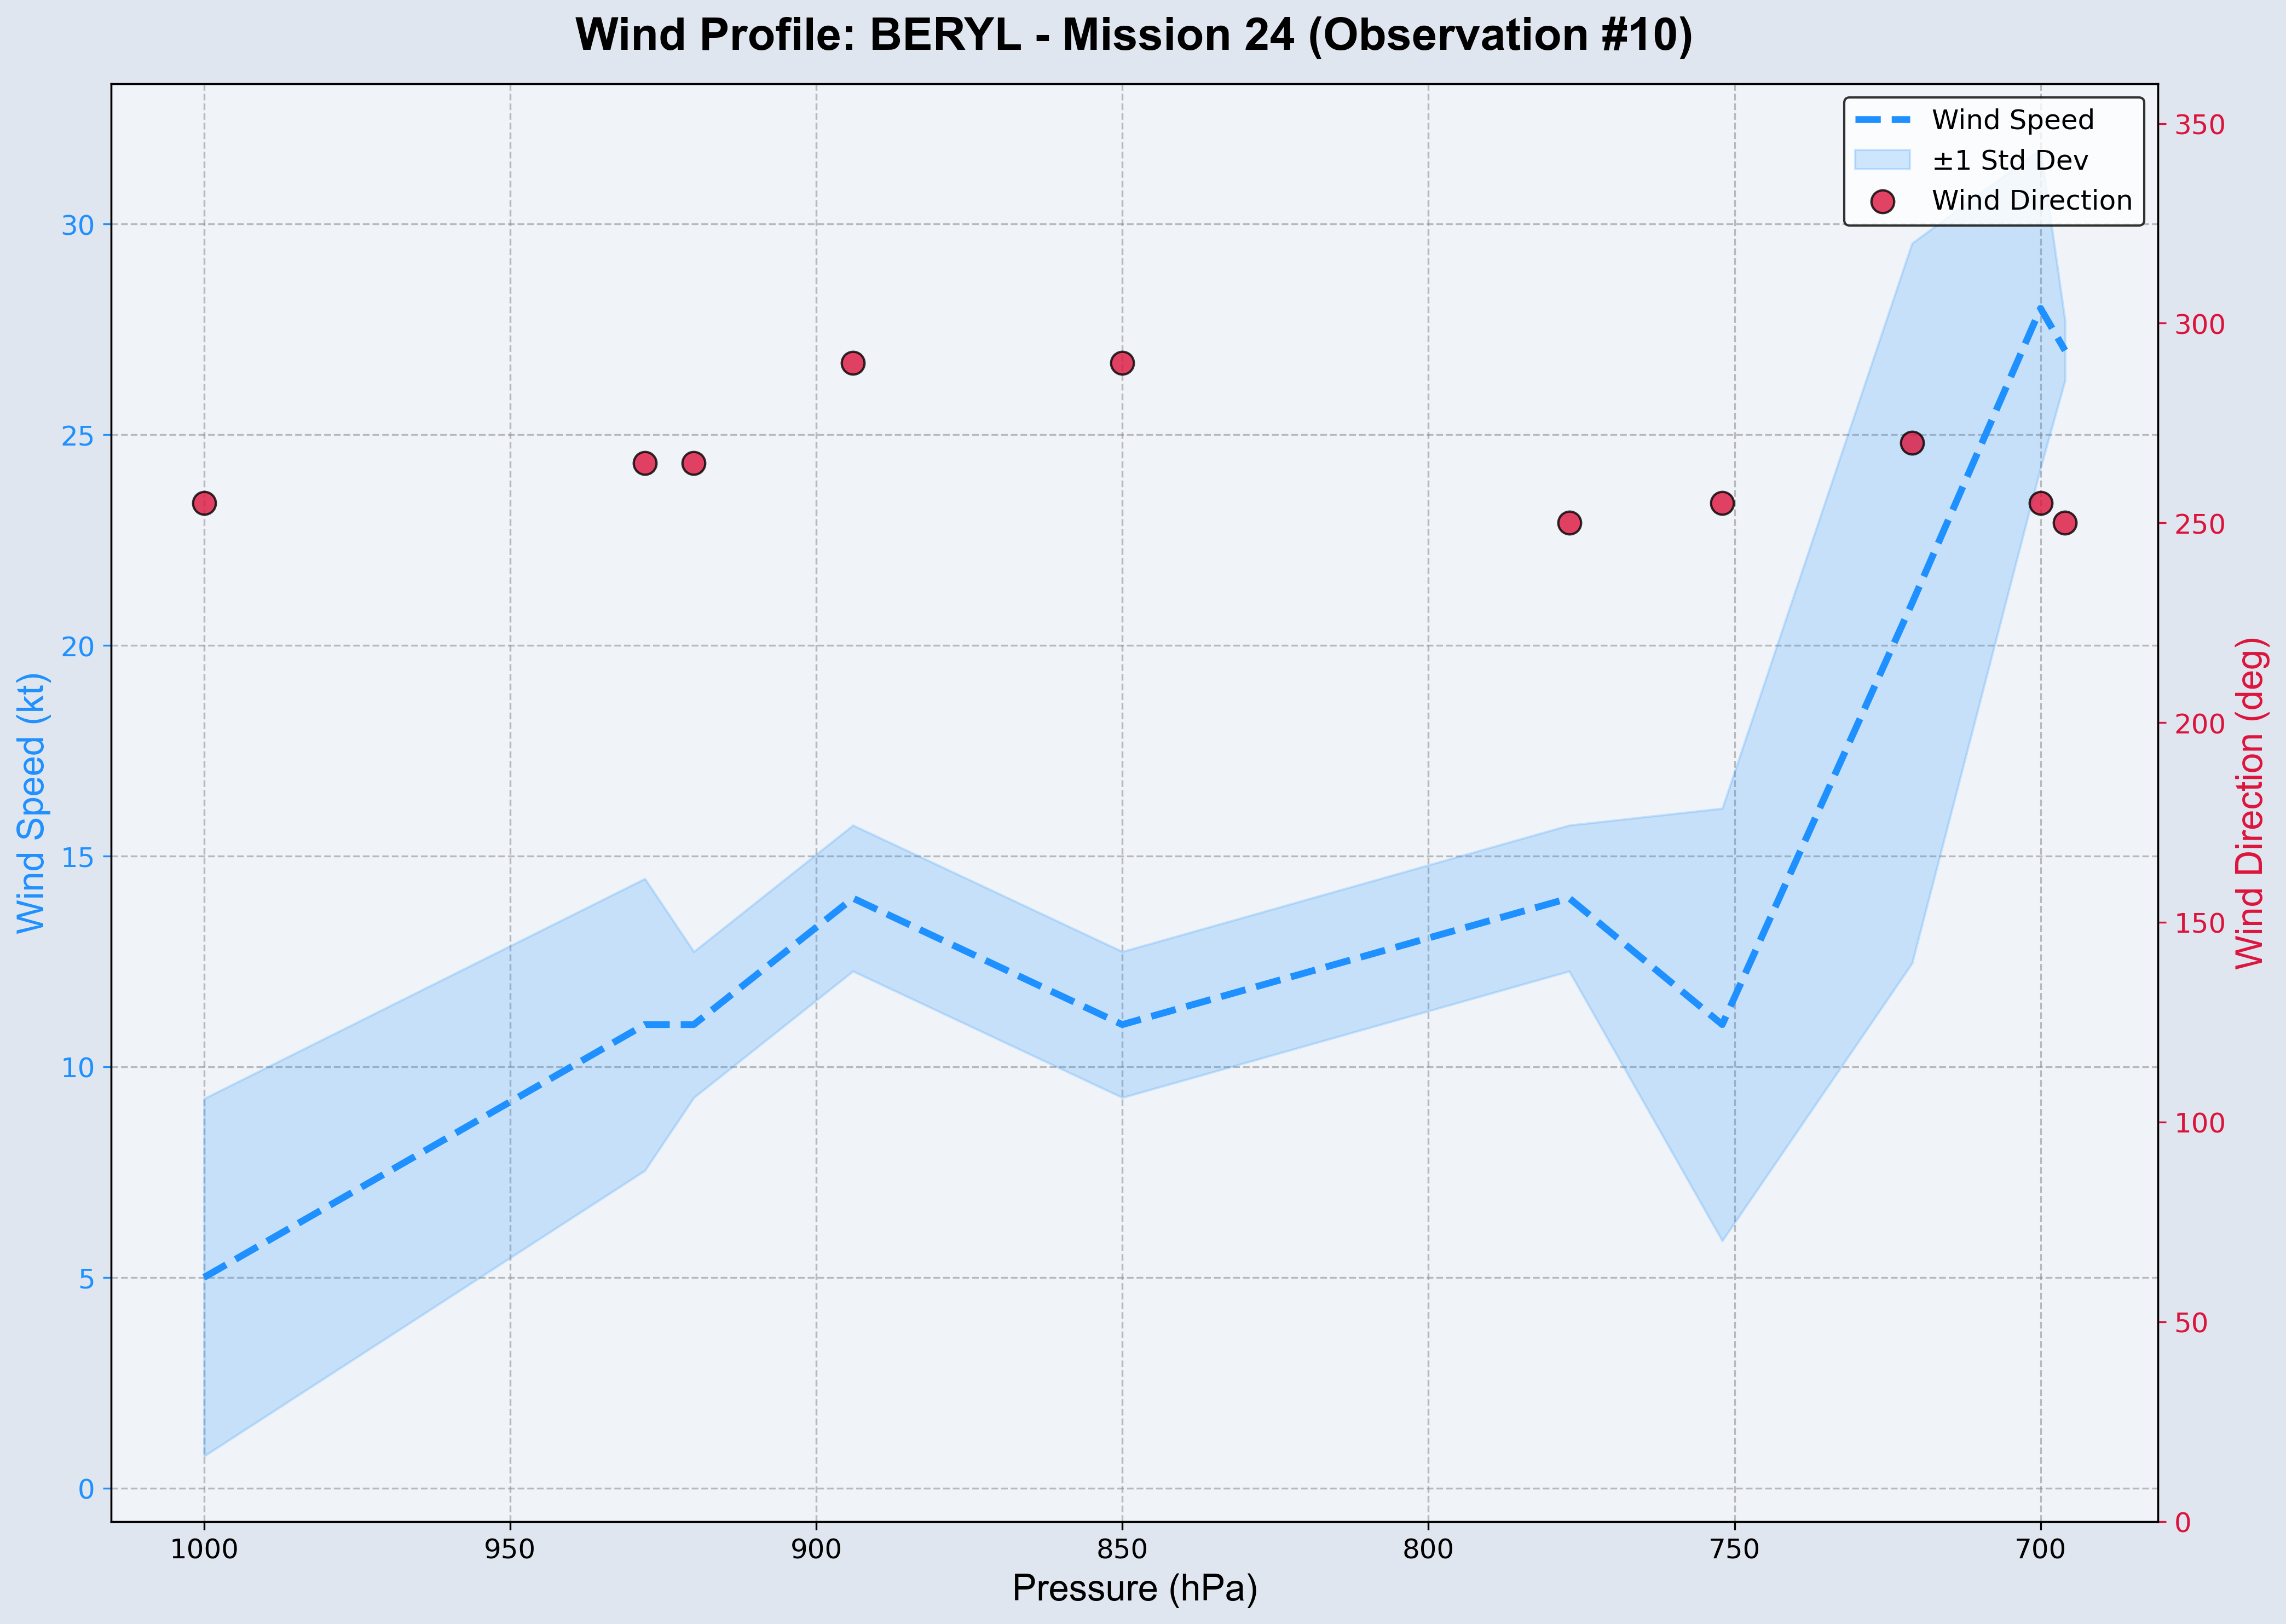 Wind Profile: BERYL - Mission 24 (Observation #10)
Wind Speed
±1 Std Dev
Wind Direction
30
25
20
15
10
5
0
Wind Speed (kt)
350
300
250
200
150
100
50
0
Wind Direction (deg)
1000 950 900 850 800 750 700
Pressure (hPa)